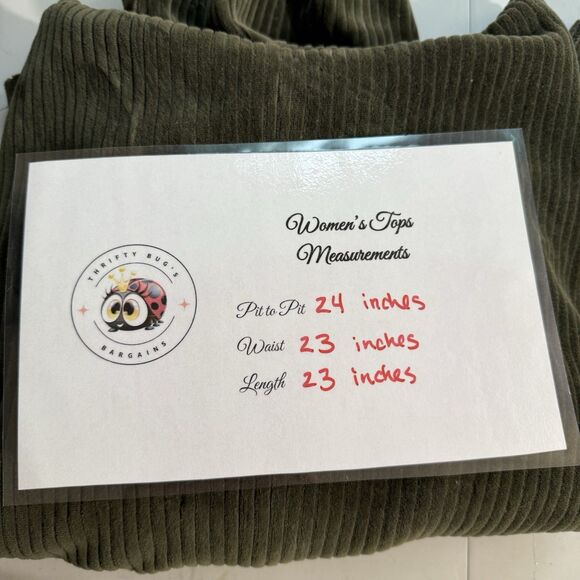 THRIFTY BUG'S
BARGAINS
Women's Tops
Measurements
Pit to Pit 24 inches
Waist 23 inches
Length 23 inches